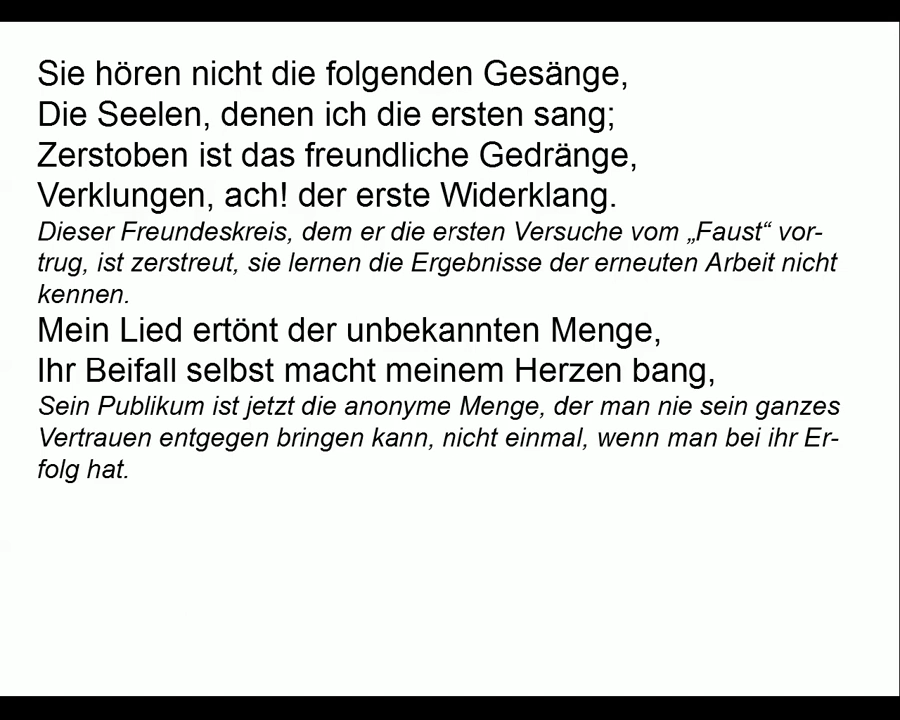 Sie hören nicht die folgenden Gesänge,
Die Seelen, denen ich die ersten sang;
Zerstoben ist das freundliche Gedränge,
Verklungen, ach! der erste Widerklang.
Dieser Freundeskreis, dem er die ersten Versuche vom „Faust“ vor-
trug, ist zerstreut, sie lernen die Ergebnisse der erneuten Arbeit nicht
kennen.
Mein Lied ertönt der unbekannten Menge,
Ihr Beifall selbst macht meinem Herzen bang,
Sein Publikum ist jetzt die anonyme Menge, der man nie sein ganzes
Vertrauen entgegen bringen kann, nicht einmal, wenn man bei ihr Er-
folg hat.